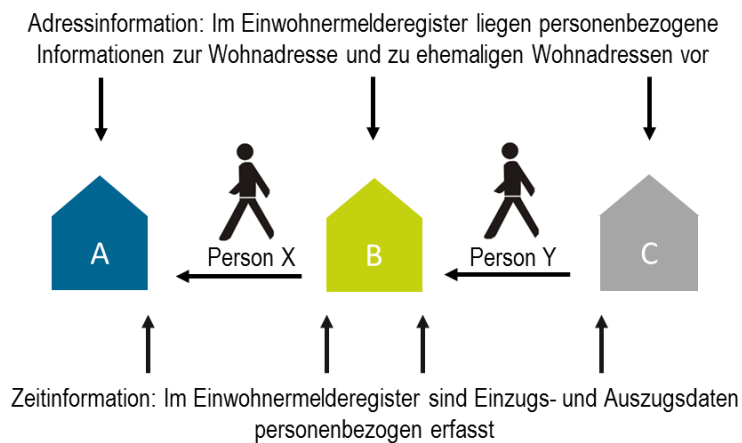 Adressinformation: Im Einwohnermelderegister liegen personenbezogene
Informationen zur Wohnadresse und zu ehemaligen Wohnadressen vor
A
Person X
B
Person Y
C
Zeitinformation: Im Einwohnermelderegister sind Einzugs- und Auszugsdaten
personenbezogen erfasst